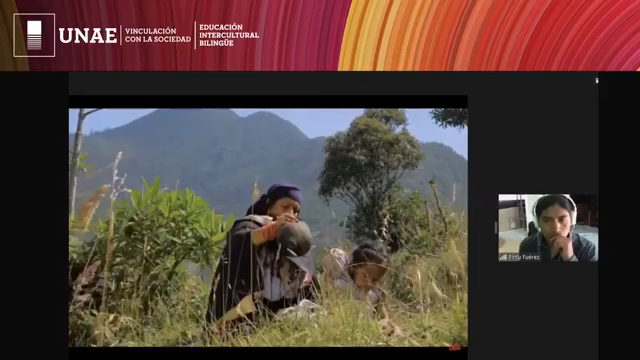 UNAE
VINCULACIÓN
CON LA SOCIEDAD
EDUCACIÓN
INTERCULTURAL
BILINGÜE